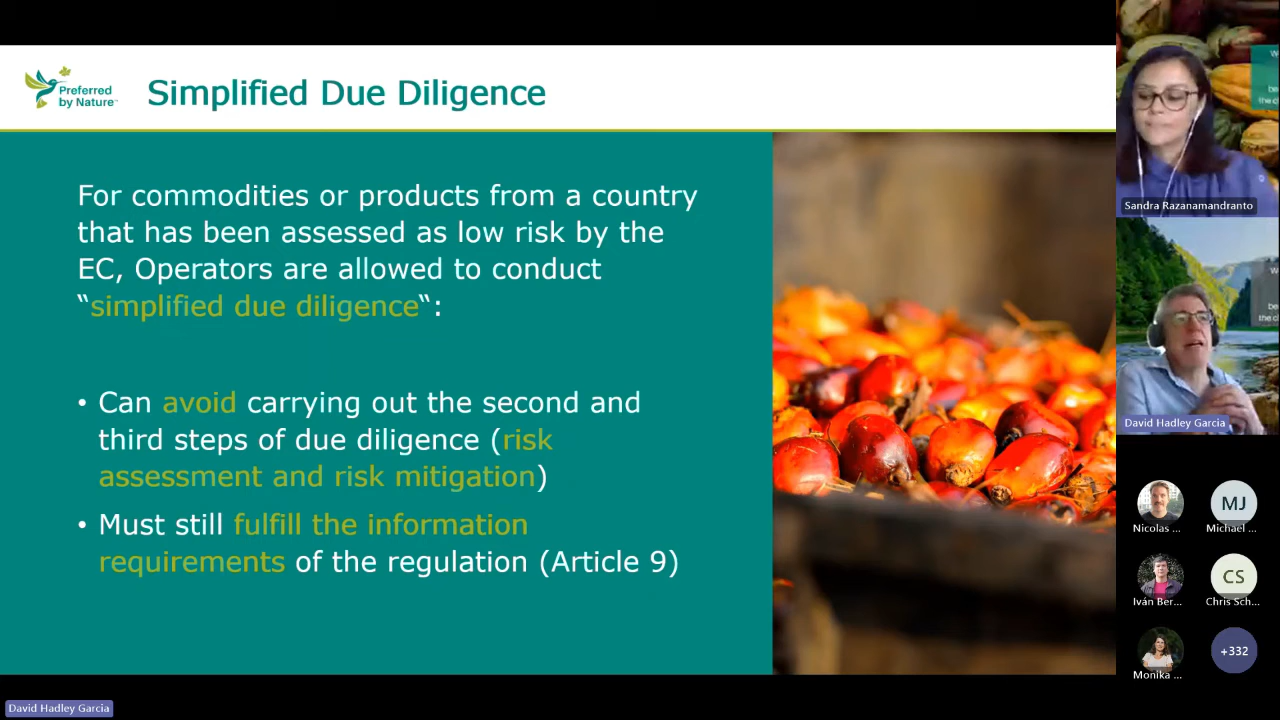 Preferred
by Nature™
Simplified Due Diligence
For commodities or products from a country
that has been assessed as low risk by the
EC, Operators are allowed to conduct
“simplified due diligence“:
• Can avoid carrying out the second and
third steps of due diligence (risk
assessment and risk mitigation)
• Must still fulfill the information
requirements of the regulation (Article 9)
Sandra Razanamandranto
David Hadley Garcia
Nicolas ...
MJ
Michael ...
Iván Ber...
CS
Chris Sch...
Monika ...
+332
David Hadley Garcia